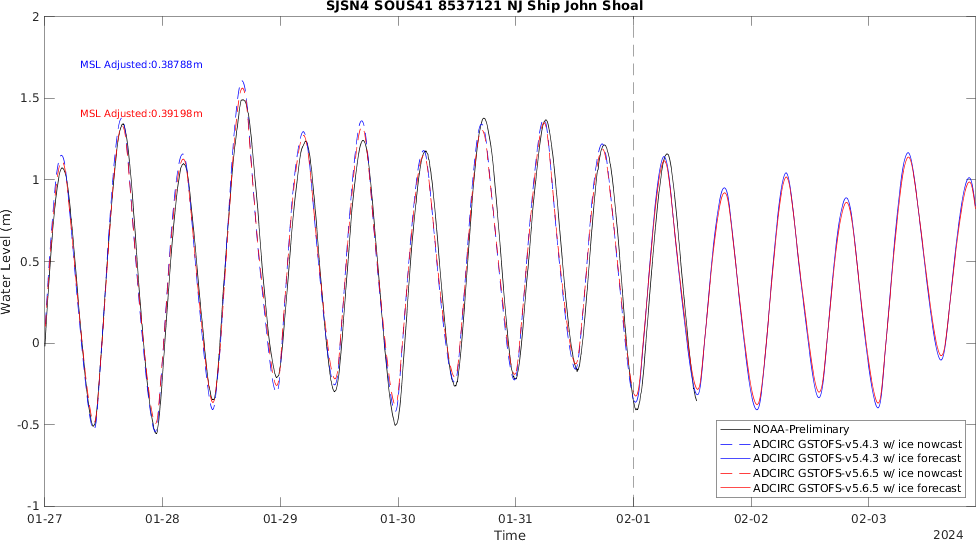 SJSN4 SOUS41 8537121 NJ Ship John Shoal
2
1.5
1
0.5
0
-0.5
-1
Water Level (m)
MSL Adjusted:0.38788m
MSL Adjusted:0.39198m
NOAA-Preliminary
ADCIRC GSTOFS-v5.4.3 w/ ice nowcast
ADCIRC GSTOFS-v5.4.3 w/ ice forecast
ADCIRC GSTOFS-v5.6.5 w/ ice nowcast
ADCIRC GSTOFS-v5.6.5 w/ ice forecast
01-27 01-28 01-29 01-30 01-31 02-01 02-02 02-03
Time
2024